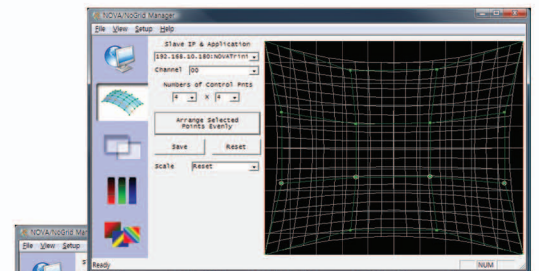 NOVA/NoGrid Manager
File View Setup Help
Slave IP & Application
192.168.10.180:NOVATrini
Channel 00
Numbers of Control Pnts
4 X 4
Arrange Selected
Points Evenly
Save Reset
Scale Reset
Ready NUM
NOVA/NoGrid Mar
File View Setup